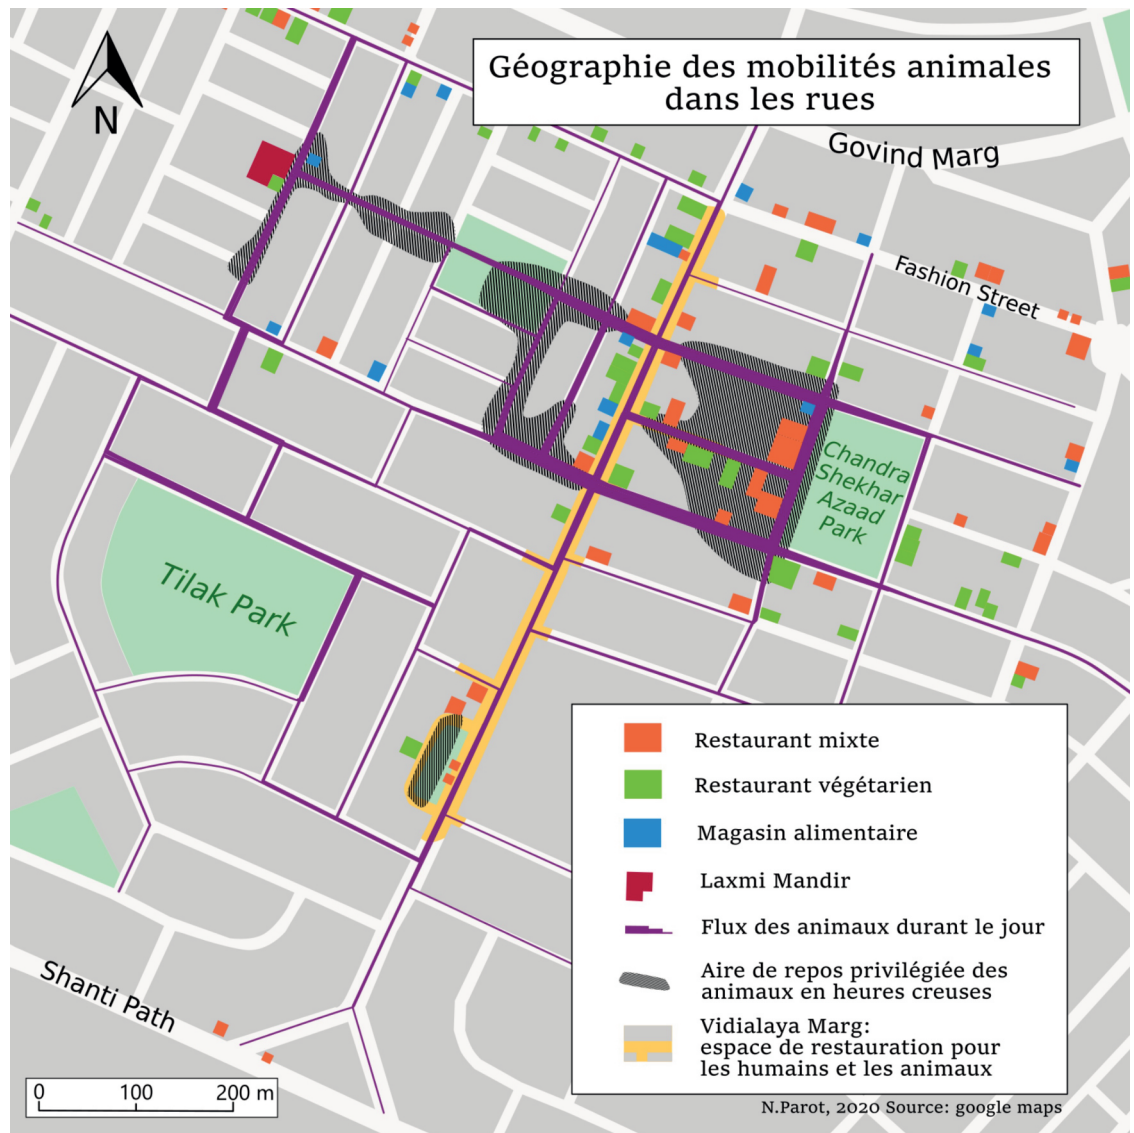 Géographie des mobilités animales
dans les rues
N
Govind Marg
Fashion Street
Chandra
Shekhar
Azaad
Park
Tilak Park
Restaurant mixte
Restaurant végétarien
Magasin alimentaire
Laxmi Mandir
Flux des animaux durant le jour
Aire de repos privilégiée des
animaux en heures creuses
Vidialaya Marg:
espace de restauration pour
les humains et les animaux
Shanti Path
0 100 200 m
N.Parot, 2020 Source: google maps